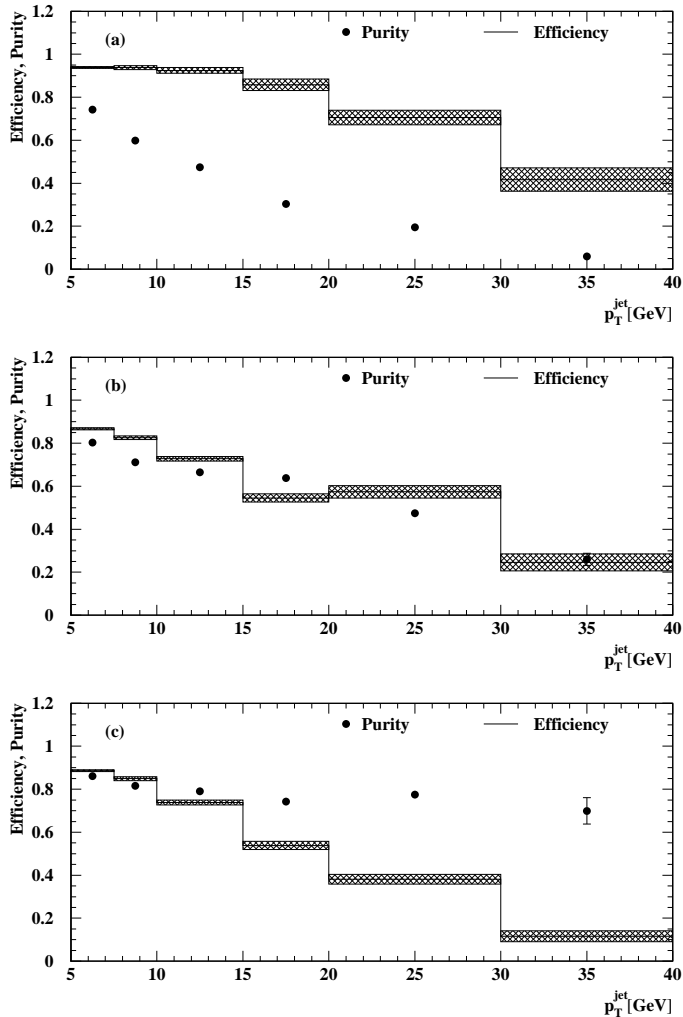 (a) Purity Efficiency
Efficiency, Purity
1.2
1
0.8
0.6
0.4
0.2
0
5 10 15 20 25 30 35 40
p_T^jet [GeV]
(b) Purity Efficiency
Efficiency, Purity
1.2
1
0.8
0.6
0.4
0.2
0
5 10 15 20 25 30 35 40
p_T^jet [GeV]
(c) Purity Efficiency
Efficiency, Purity
1.2
1
0.8
0.6
0.4
0.2
0
5 10 15 20 25 30 35 40
p_T^jet [GeV]